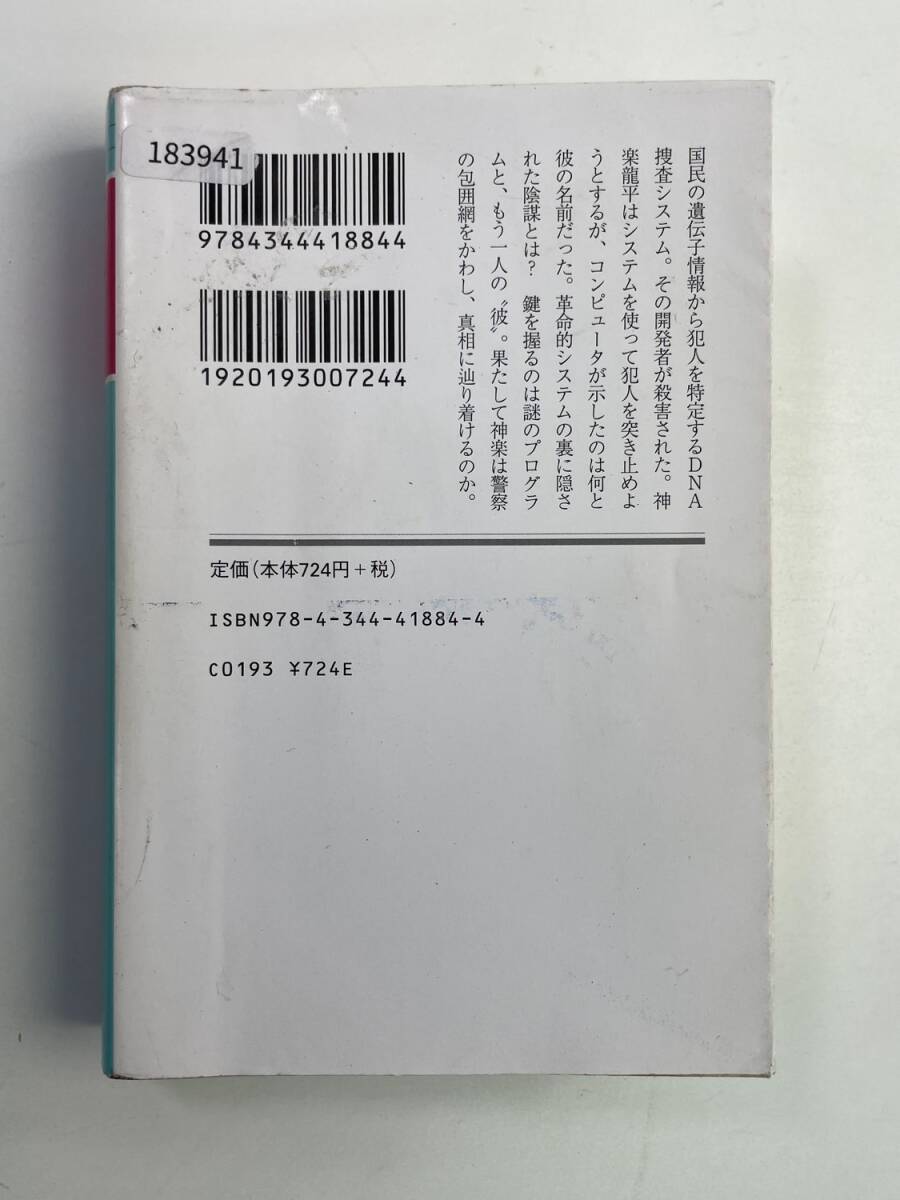 183941
9784344418844
1920193007244
国民の遺伝子情報から犯人を特定するDNA
捜査システム。その開発者が殺害された。神
楽龍平はシステムを使って犯人を突き止めよ
うとするが、コンピュータが示したのは何と
彼の名前だった。革命的システムの裏に隠さ
れた陰謀とは？　鍵を握るのは謎のプログラ
ムと、もう一人の〝彼〟。果たして神楽は警察
の包囲網をかわし、真相に辿り着けるのか。
定価(本体724円＋税)
ISBN978-4-344-41884-4
C0193 ¥724E